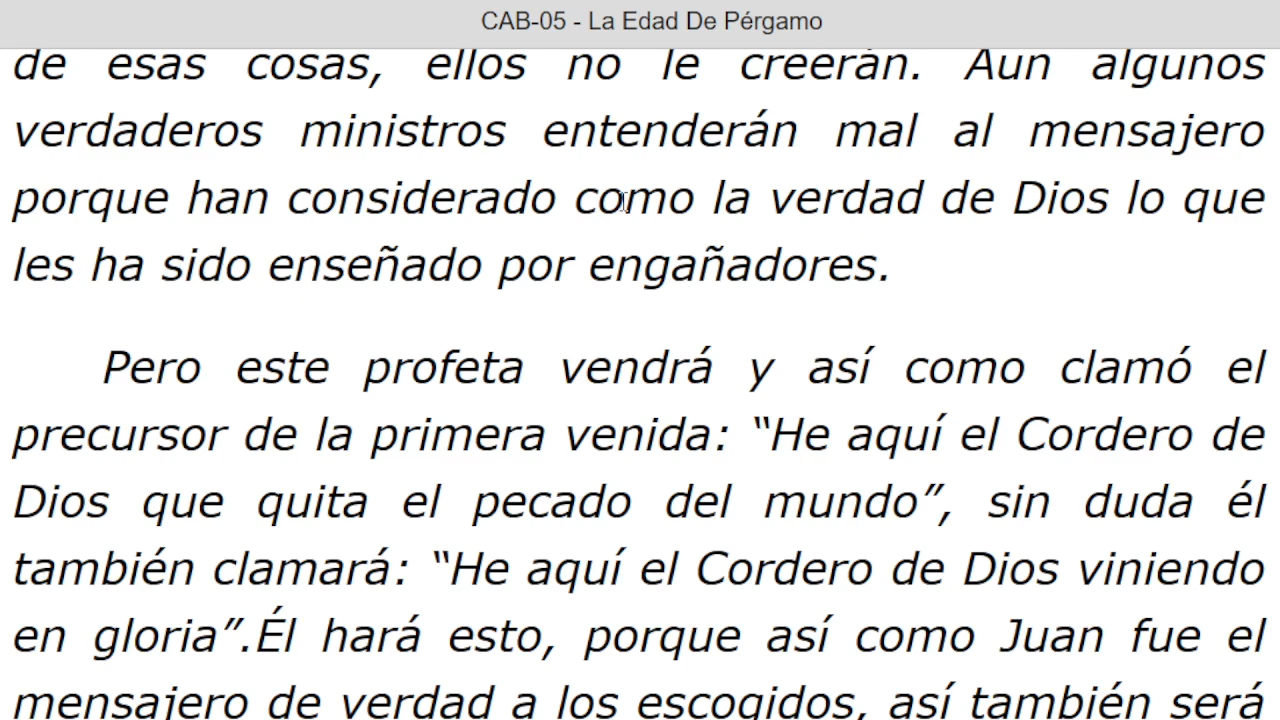 CAB-05 - La Edad De Pérgamo
de esas cosas, ellos no le creerán. Aun algunos
verdaderos ministros entenderán mal al mensajero
porque han considerado como la verdad de Dios lo que
les ha sido enseñado por engañadores.
Pero este profeta vendrá y así como clamó el
precursor de la primera venida: “He aquí el Cordero de
Dios que quita el pecado del mundo”, sin duda él
también clamará: “He aquí el Cordero de Dios viniendo
en gloria”.Él hará esto, porque así como Juan fue el
mensajero de verdad a los escogidos, así también será